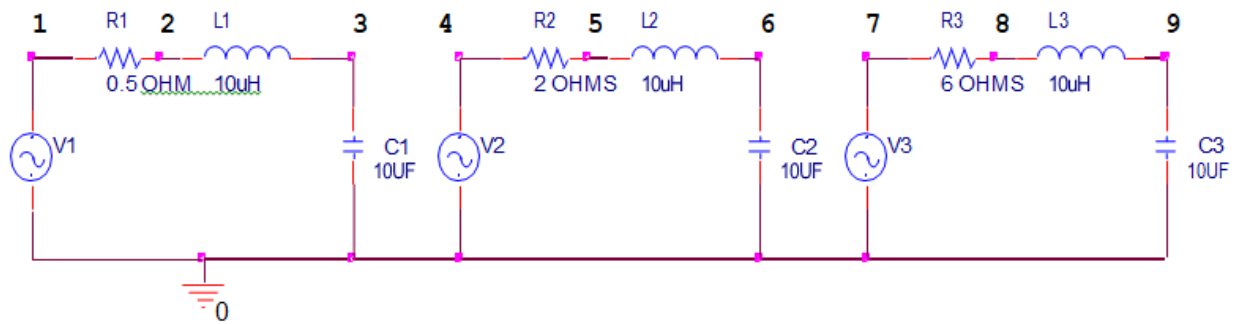 1 R1 2 L1 3 4 R2 5 L2 6 7 R3 8 L3 9
0.5 OHM 10uH 2 OHMS 10uH 6 OHMS 10uH
V1 C1 V2 C2 V3 C3
10UF 10UF 10UF
0